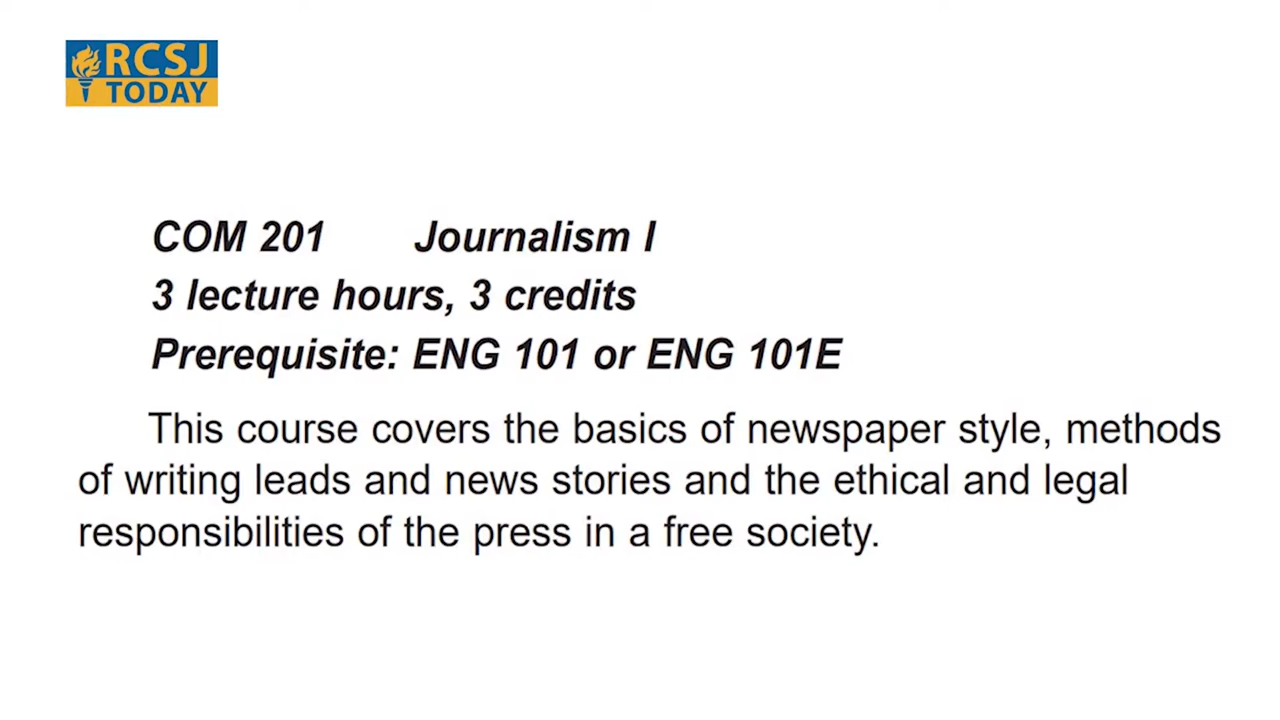 RCSJ
TODAY
COM 201 Journalism I
3 lecture hours, 3 credits
Prerequisite: ENG 101 or ENG 101E
This course covers the basics of newspaper style, methods
of writing leads and news stories and the ethical and legal
responsibilities of the press in a free society.